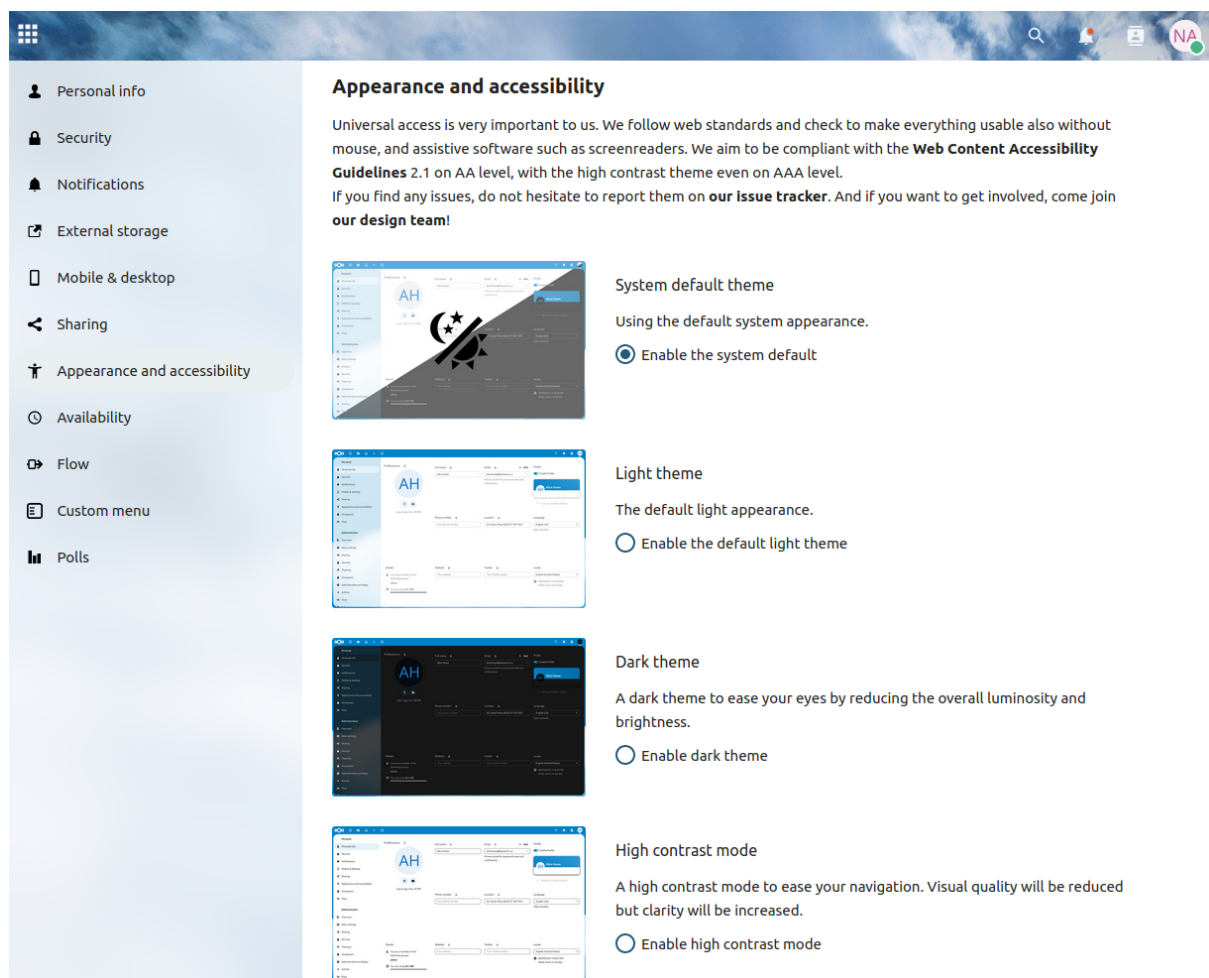 NA
Personal info
Security
Notifications
External storage
Mobile & desktop
Sharing
Appearance and accessibility
Availability
Flow
Custom menu
Polls
Appearance and accessibility
Universal access is very important to us. We follow web standards and check to make everything usable also without
mouse, and assistive software such as screenreaders. We aim to be compliant with the Web Content Accessibility
Guidelines 2.1 on AA level, with the high contrast theme even on AAA level.
If you find any issues, do not hesitate to report them on our issue tracker. And if you want to get involved, come join
our design team!
AH
System default theme
Using the default system appearance.
Enable the system default
AH
Light theme
The default light appearance.
Enable the default light theme
AH
Dark theme
A dark theme to ease your eyes by reducing the overall luminosity and
brightness.
Enable dark theme
AH
High contrast mode
A high contrast mode to ease your navigation. Visual quality will be reduced
but clarity will be increased.
Enable high contrast mode